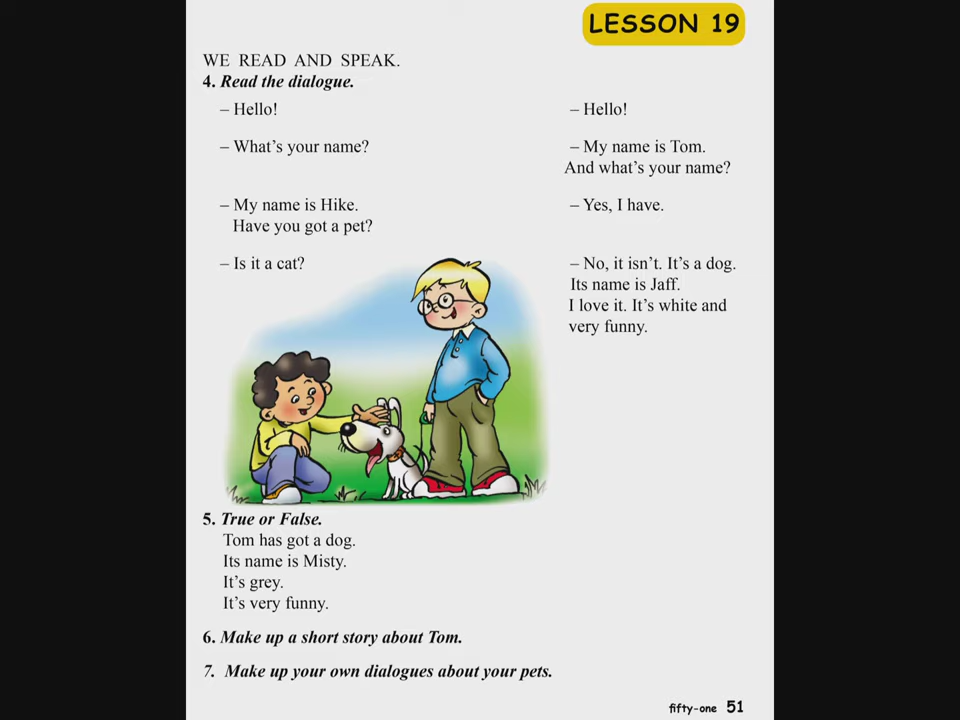 LESSON 19
WE READ AND SPEAK.
4. Read the dialogue.
– Hello!
– Hello!
– What's your name?
– My name is Tom.
And what's your name?
– My name is Hike.
Have you got a pet?
– Yes, I have.
– Is it a cat?
– No, it isn't. It's a dog.
Its name is Jaff.
I love it. It's white and
very funny.
5. True or False.
Tom has got a dog.
Its name is Misty.
It's grey.
It's very funny.
6. Make up a short story about Tom.
7. Make up your own dialogues about your pets.
fifty-one 51